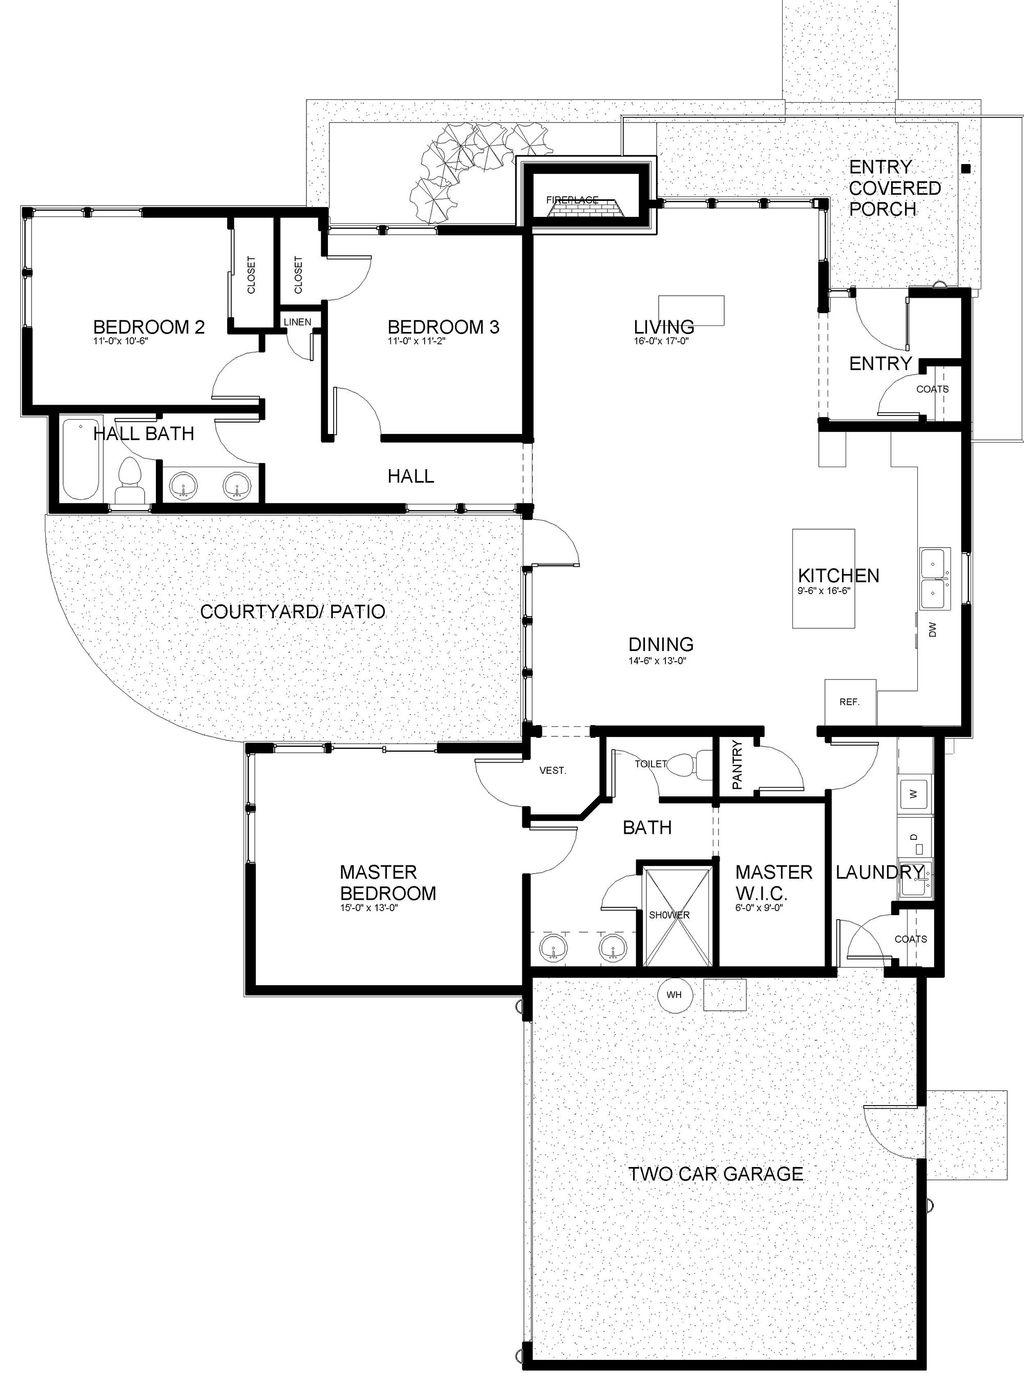 ENTRY
COVERED
PORCH
FIREPLACE
CLOSET
CLOSET
LINEN
BEDROOM 2
11'-0"x 10'-6"
BEDROOM 3
11'-0" x 11'-2"
LIVING
16'-0"x 17'-0"
ENTRY
COATS
HALL BATH
HALL
KITCHEN
9'-6" x 16'-6"
COURTYARD/ PATIO
DINING
14'-6" x 13'-0"
DW
REF.
VEST.
TOILET
PANTRY
W
D
BATH
MASTER
BEDROOM
15'-0" x 13'-0"
MASTER
W.I.C.
6'-0" x 9'-0"
LAUNDRY
SHOWER
COATS
WH
TWO CAR GARAGE